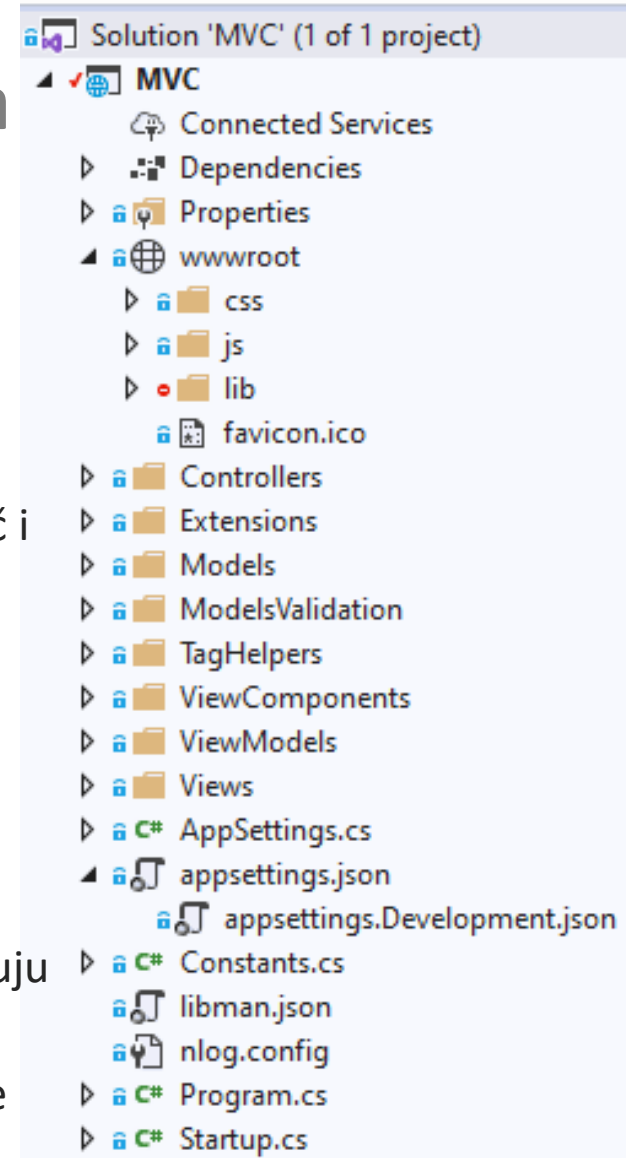 Solution 'MVC' (1 of 1 project)
MVC
Connected Services
Dependencies
Properties
wwwroot
css
js
lib
favicon.ico
Controllers
i
Extensions
Models
ModelsValidation
TagHelpers
ViewComponents
ViewModels
Views
C# AppSettings.cs
appsettings.json
appsettings.Development.json
C# Constants.cs
libman.json
nlog.config
C# Program.cs
C# Startup.cs